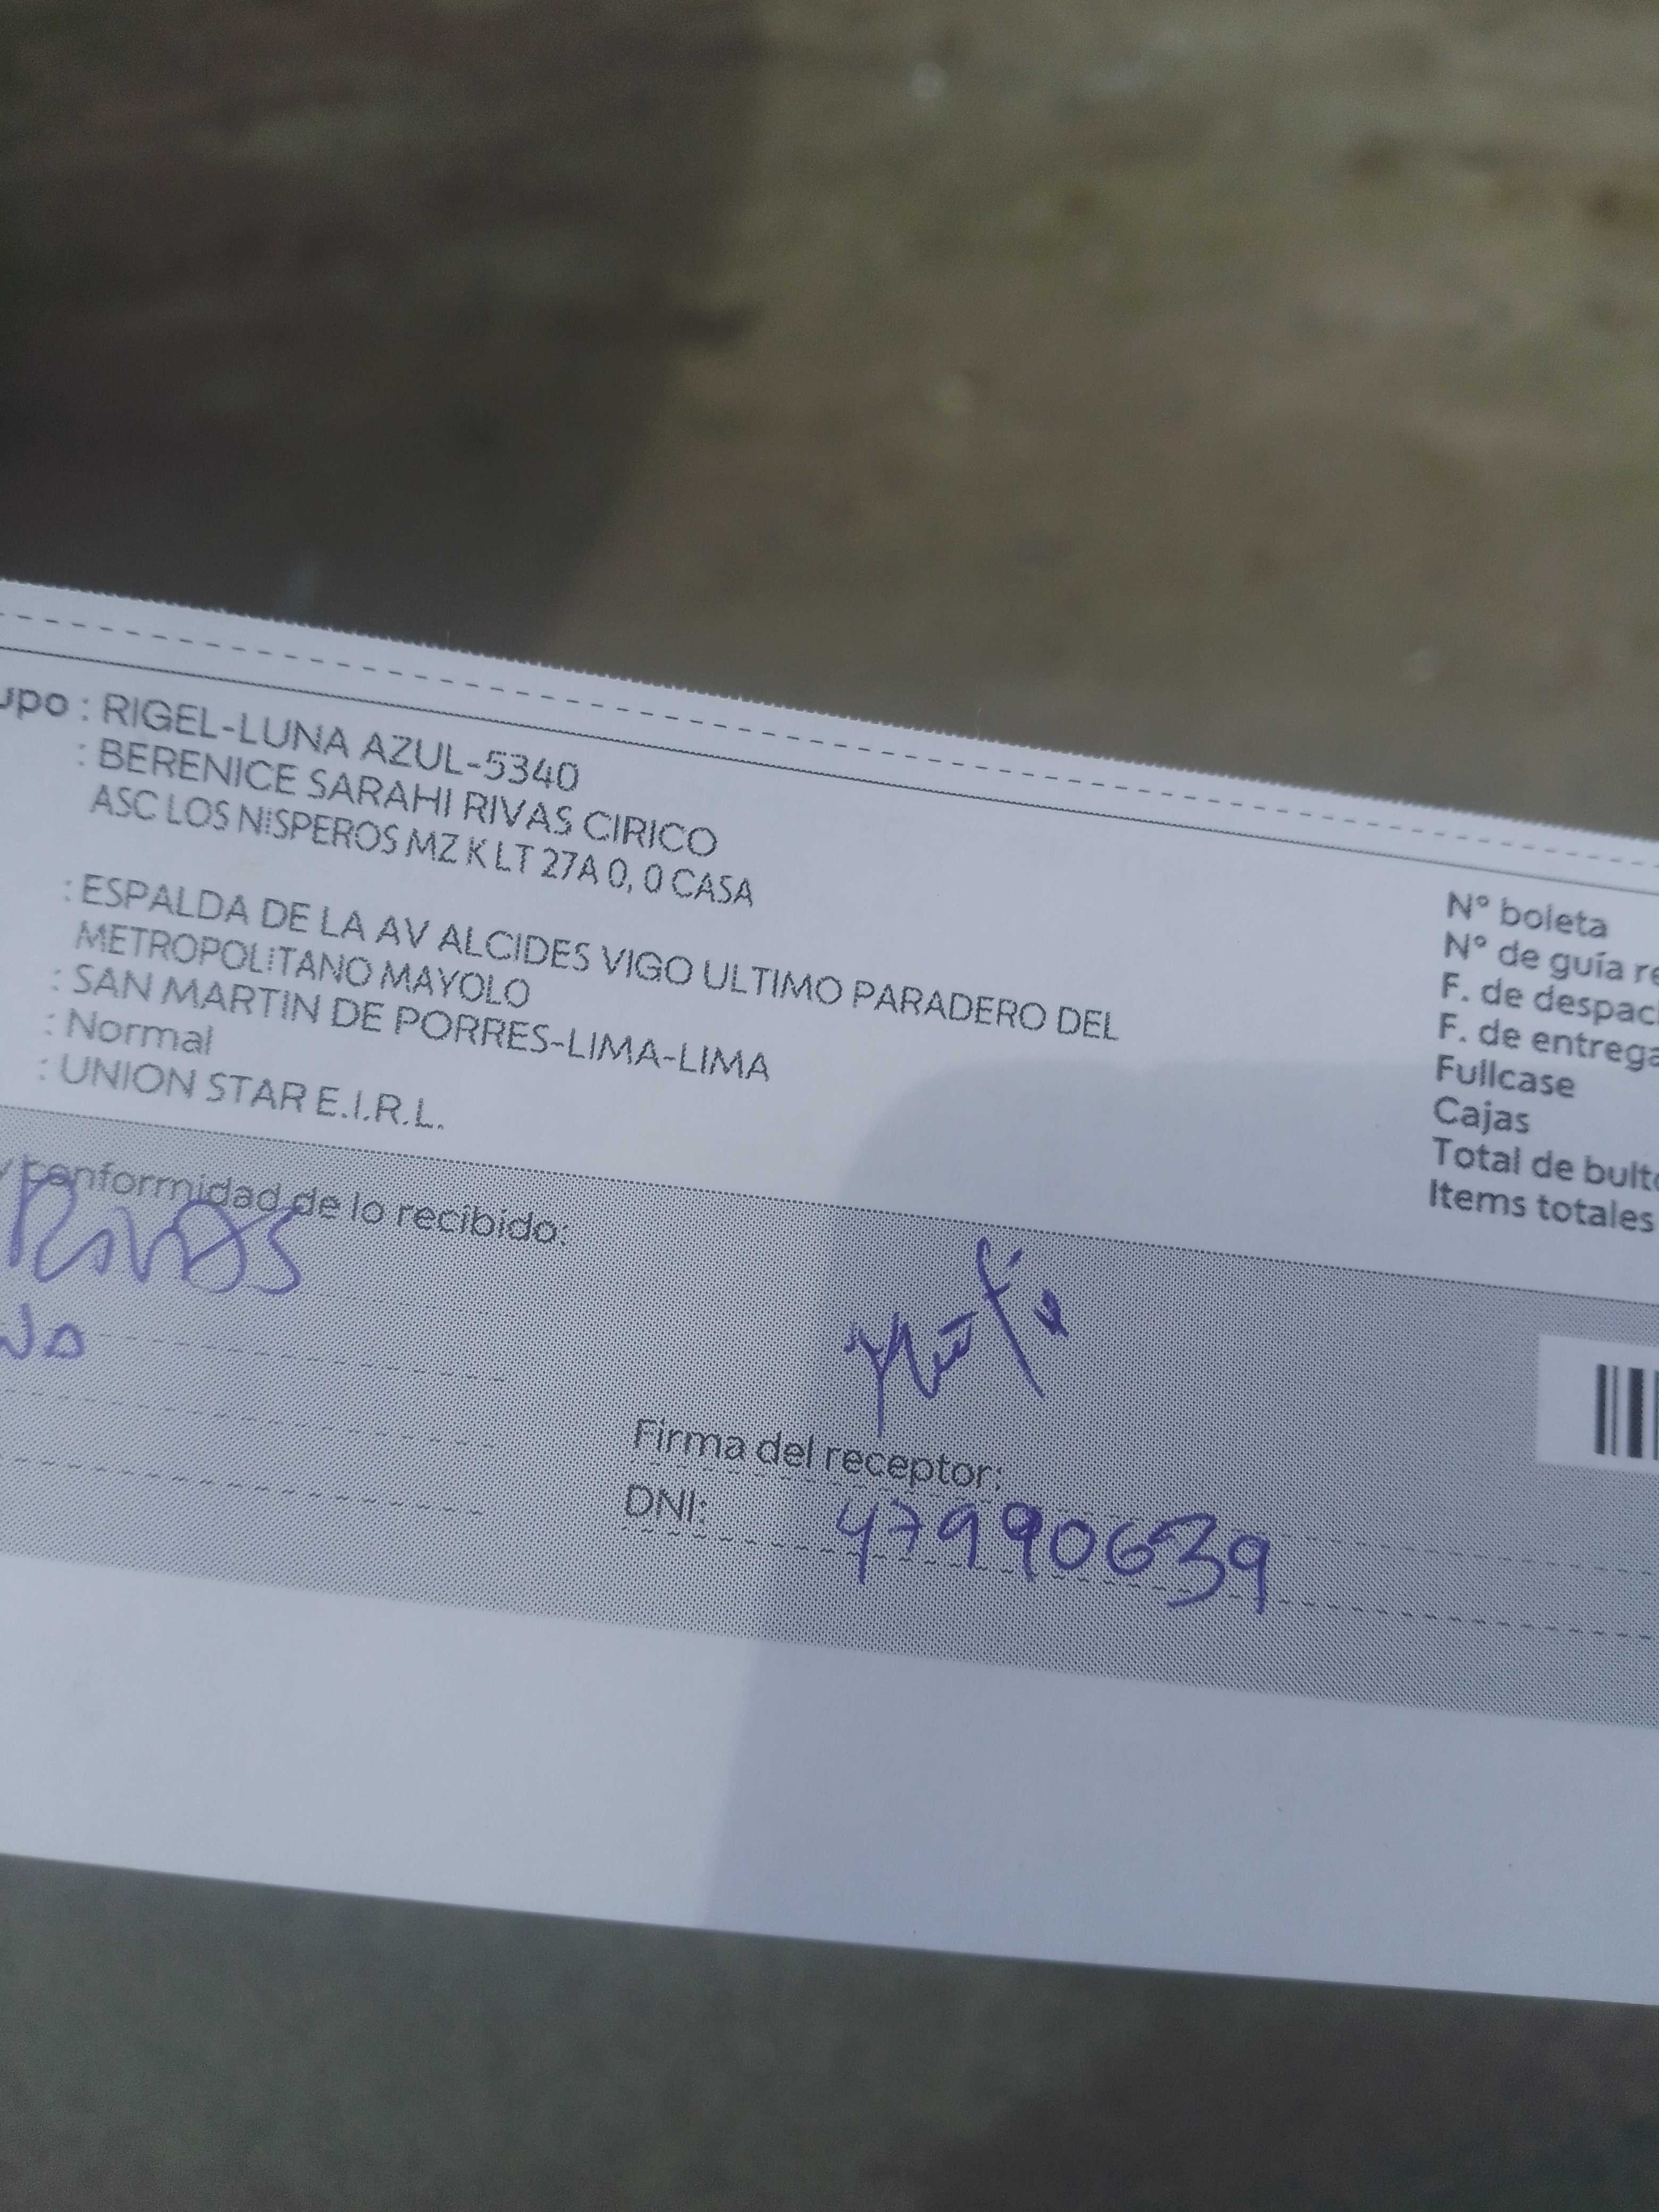 upo : RIGEL-LUNA AZUL-5340
: BERENICE SARAHI RIVAS CIRICO
ASC LOS NISPEROS MZ K LT 27A 0, 0 CASA
: ESPALDA DE LA AV ALCIDES VIGO ULTIMO PARADERO DEL
METROPOLITANO MAYOLO
: SAN MARTIN DE PORRES-LIMA-LIMA
: Normal
: UNION STAR E.I.R.L.
N° boleta
N° de guía re
F. de despac
F. de entrega
Fullcase
Cajas
Total de bulto
Items totales
y conformidad de lo recibido:
Rivas
Firma del receptor:
DNI: 47990639